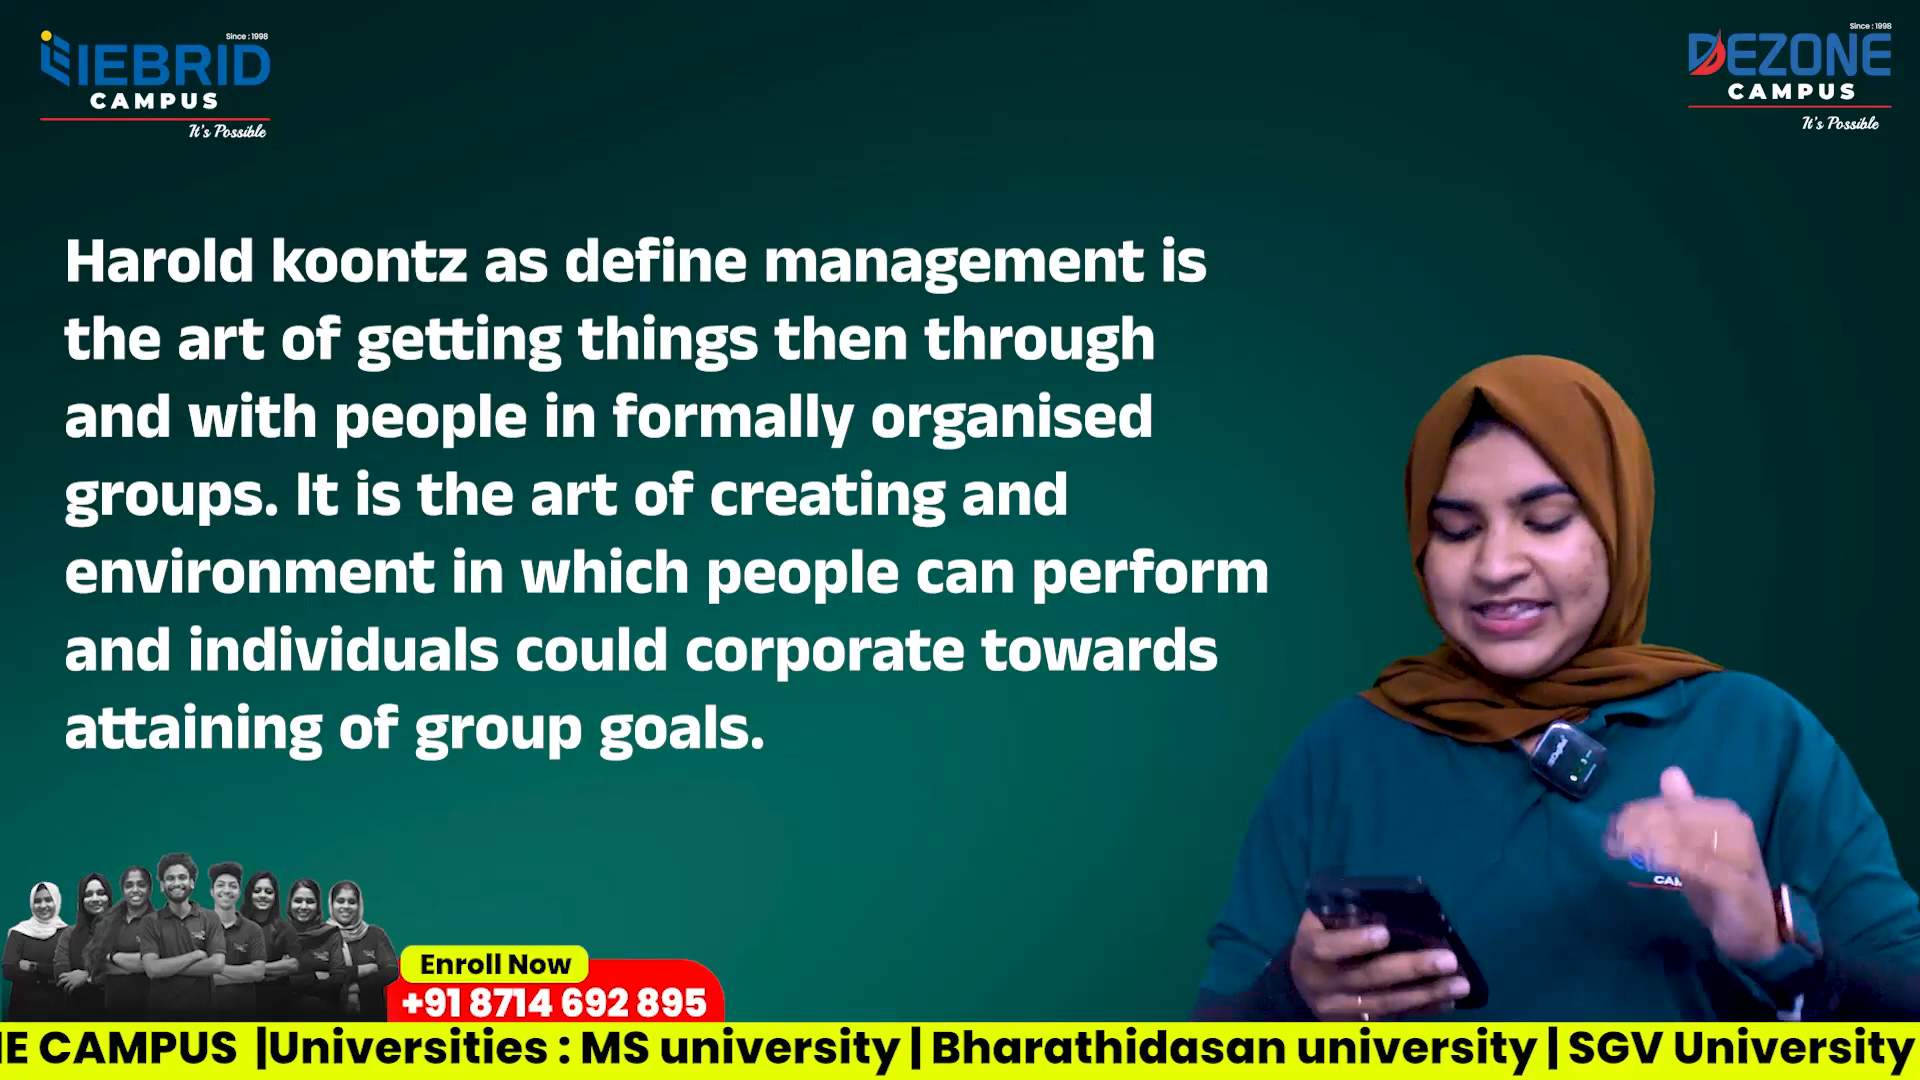 Since : 1998
IEBRID
CAMPUS
It's Possible
Since : 1998
DEZONE
CAMPUS
It's Possible
Harold koontz as define management is
the art of getting things then through
and with people in formally organised
groups. It is the art of creating and
environment in which people can perform
and individuals could corporate towards
attaining of group goals.
Enroll Now
+91 8714 692 895
IE CAMPUS |Universities : MS university | Bharathidasan university | SGV University